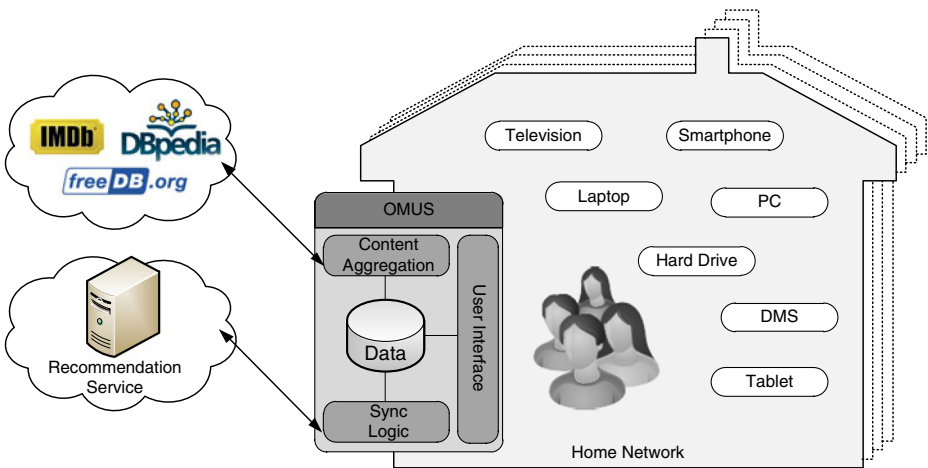 IMDb
DBpedia
freeDB.org
Recommendation
Service
OMUS
Content
Aggregation
User Interface
Data
Sync
Logic
Television
Smartphone
Laptop
PC
Hard Drive
DMS
Tablet
Home Network